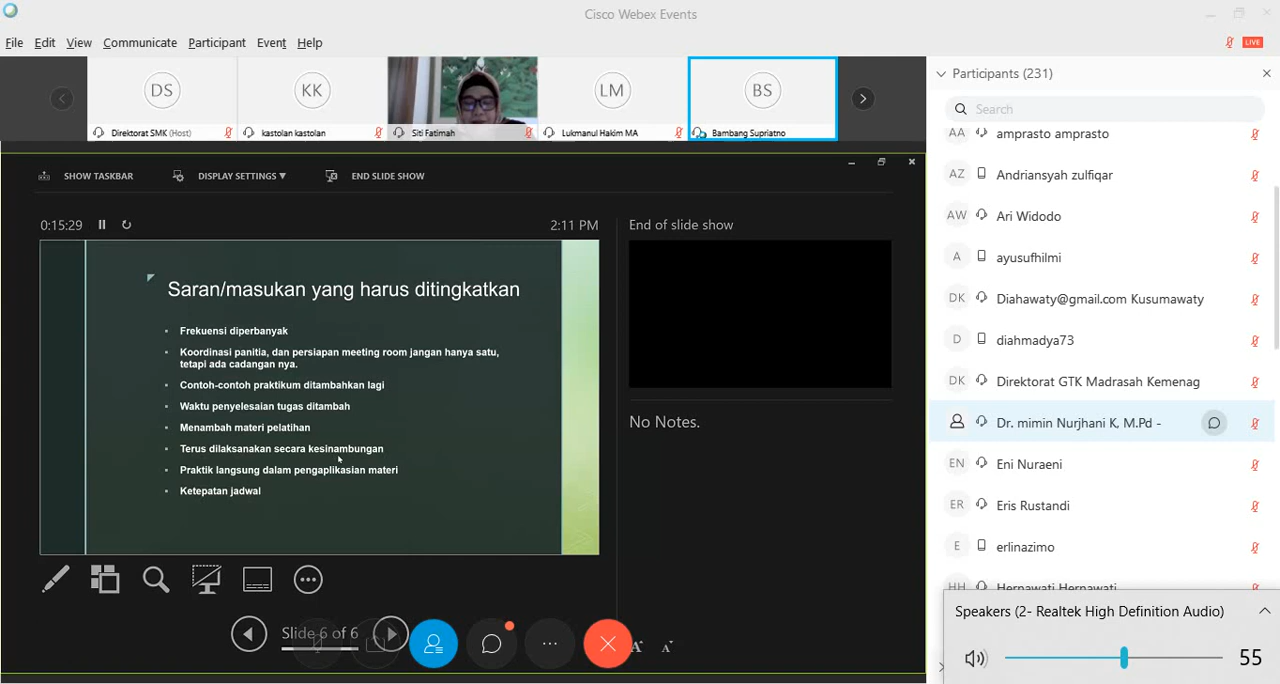 Cisco Webex Events
File Edit View Communicate Participant Event Help
LIVE
DS
Direktorat SMK (Host)
KK
kastolan kastolan
Siti Fatimah
LM
Lukmanul Hakim MA
BS
Bambang Supriatno
SHOW TASKBAR
DISPLAY SETTINGS ▼
END SLIDE SHOW
0:15:29
2:11 PM
Saran/masukan yang harus ditingkatkan
Frekuensi diperbanyak
Koordinasi panitia, dan persiapan meeting room jangan hanya satu,
tetapi ada cadangan nya.
Contoh-contoh praktikum ditambahkan lagi
Waktu penyelesaian tugas ditambah
Menambah materi pelatihan
Terus dilaksanakan secara kesinambungan
Praktik langsung dalam pengaplikasian materi
Ketepatan jadwal
End of slide show
No Notes.
Slide 6 of 6
A A
Participants (231)
Search
AA amprasto amprasto
AZ Andriansyah zulfiqar
AW Ari Widodo
A ayusufhilmi
DK Diahawaty@gmail.com Kusumawaty
D diahmadya73
DK Direktorat GTK Madrasah Kemenag
Dr. mimin Nurjhani K, M.Pd -
EN Eni Nuraeni
ER Eris Rustandi
E erlinazimo
HH Hernawati Hernawati
Speakers (2- Realtek High Definition Audio)
55